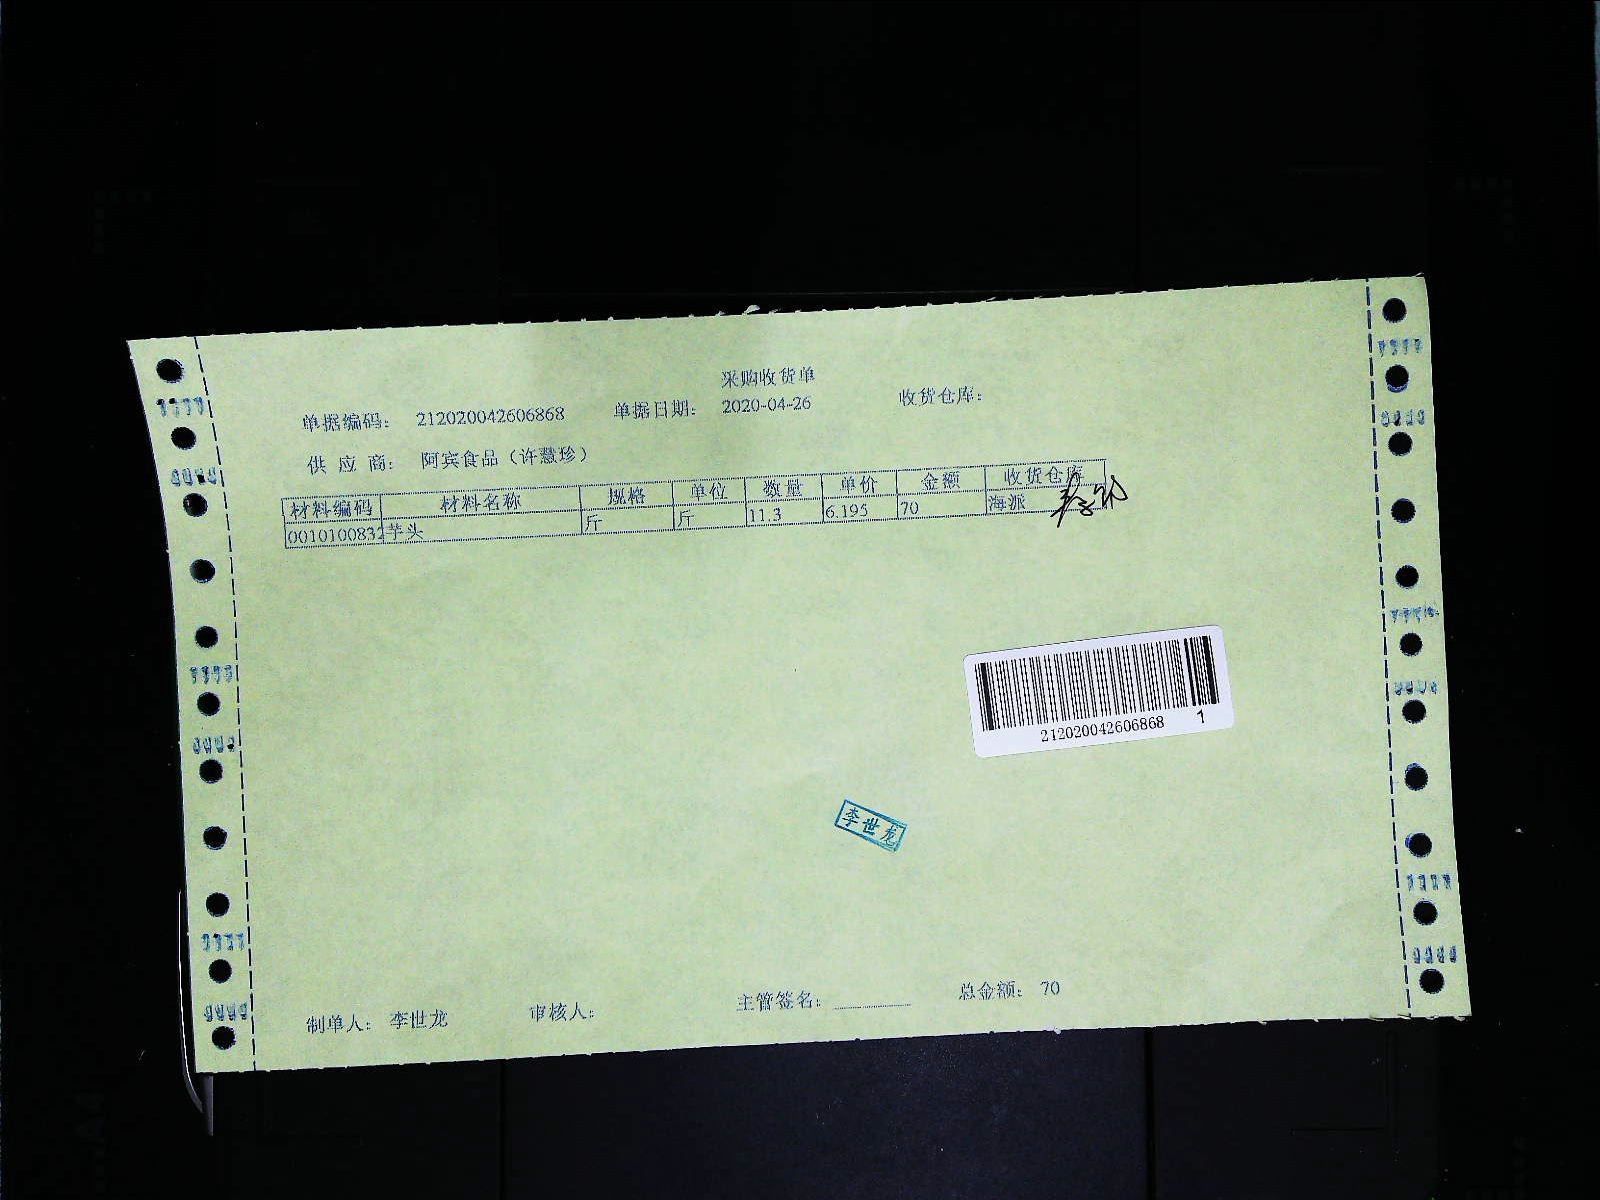 采购收货单
单据编码: 212020042606868 单据日期: 2020-04-26 收货仓库:
供 应 商: 阿宾食品（许慧珍）
材料编码 材料名称 规格 单位 数量 单价 金额 收货仓库
0010100832 芋头 斤 斤 11.3 6.195 70 海派
212020042606868 1
李世龙
制单人: 李世龙 审核人: 主管签名: 总金额: 70